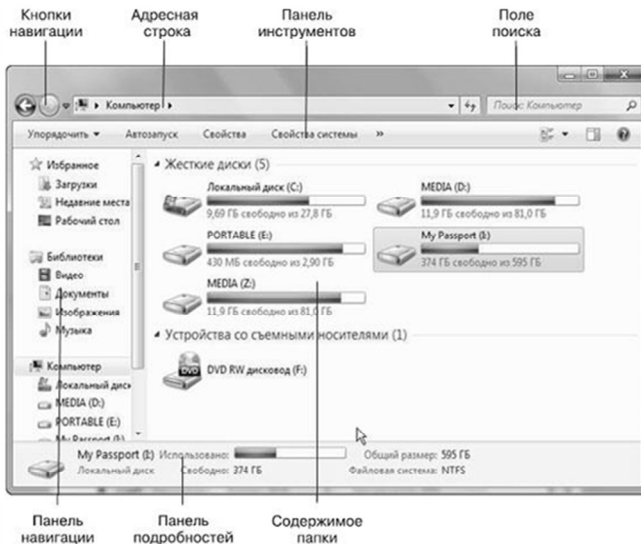 Кнопки навигации
Адресная строка
Панель инструментов
Поле поиска
Компьютер
Поиск: Компьютер
Упорядочить
Автозапуск
Свойства
Свойства системы
»
Избранное
Загрузки
Недавние места
Рабочий стол
Библиотеки
Видео
Документы
Изображения
Музыка
Компьютер
Локальный диск
MEDIA (D:)
PORTABLE (E:)
My Passport (I:)
Жесткие диски (5)
Локальный диск (C:)
9,69 ГБ свободно из 27,8 ГБ
MEDIA (D:)
11,9 ГБ свободно из 81,0 ГБ
PORTABLE (E:)
430 МБ свободно из 2,90 ГБ
My Passport (I:)
374 ГБ свободно из 595 ГБ
MEDIA (Z:)
11,9 ГБ свободно из 81,0 ГБ
Устройства со съемными носителями (1)
DVD RW дисковод (F:)
My Passport (I:) Использовано:
Общий размер: 595 ГБ
Локальный диск
Свободно: 374 ГБ
Файловая система: NTFS
Панель навигации
Панель подробностей
Содержимое папки